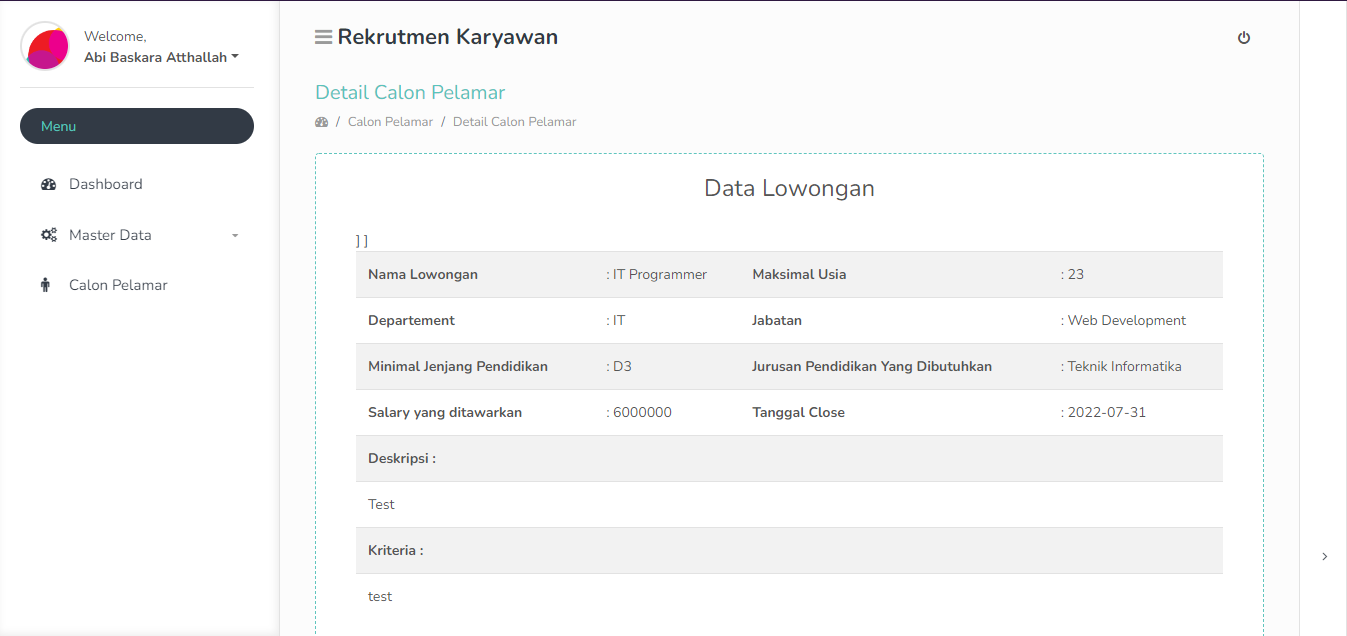 Welcome,
Abi Baskara Atthallah
Menu
Dashboard
Master Data
Calon Pelamar
Rekrutmen Karyawan
Detail Calon Pelamar
/ Calon Pelamar / Detail Calon Pelamar
Data Lowongan
] ]
Nama Lowongan : IT Programmer Maksimal Usia : 23
Departement : IT Jabatan : Web Development
Minimal Jenjang Pendidikan : D3 Jurusan Pendidikan Yang Dibutuhkan : Teknik Informatika
Salary yang ditawarkan : 6000000 Tanggal Close : 2022-07-31
Deskripsi :
Test
Kriteria :
test